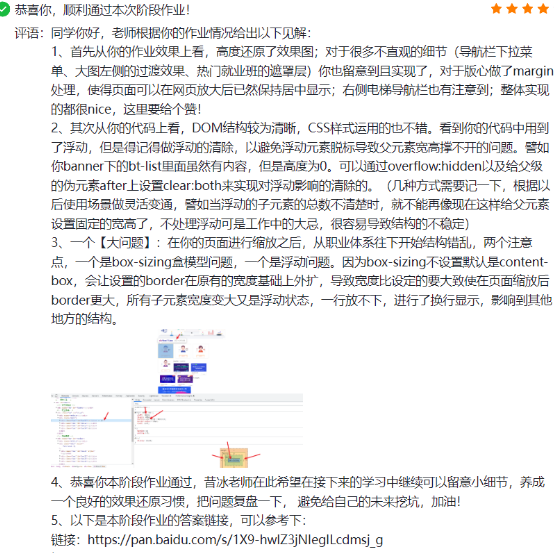 恭喜你，顺利通过本次阶段作业！
评语：同学你好，老师根据你的作业情况给出以下见解：
1、首先从你的作业效果上看，高度还原了效果图；对于很多不直观的细节（导航栏下拉菜
单、大图左侧的过渡效果、热门就业班的遮罩层）你也留意到且实现了，对于版心做了margin
处理，使得页面可以在网页放大后已然保持居中显示；右侧电梯导航栏也有注意到；整体实现
的都很nice，这里要给个赞！
2、其次从你的代码上看，DOM结构较为清晰，CSS样式运用的也不错。看到你的代码中用到
了浮动，但是得记得做浮动的清除，以避免浮动元素脱标导致父元素宽高撑不开的问题。譬如
你banner下的bt-list里面虽然有内容，但是高度为0。可以通过overflow:hidden以及给父级
的伪元素after上设置clear:both来实现对浮动影响的清除的。（几种方式需要记一下，根据以
后使用场景做灵活变通，譬如当浮动的子元素的总数不清楚时，就不能再像现在这样给父元素
设置固定的宽高了，不处理浮动可是工作中的大忌，很容易导致结构的不稳定）
3、一个【大问题】：在你的页面进行缩放之后，从职业体系往下开始结构错乱，两个注意
点，一个是box-sizing盒模型问题，一个是浮动问题。因为box-sizing不设置默认是content-
box，会让设置的border在原有的宽度基础上外扩，导致宽度比设定的要大致使在页面缩放后
border更大，所有子元素宽度变大又是浮动状态，一行放不下，进行了换行显示，影响到其他
地方的结构。
4、恭喜你本阶段作业通过，昔冰老师在此希望在接下来的学习中继续可以留意小细节，养成
一个良好的效果还原习惯，把问题复盘一下， 避免给自己的未来挖坑，加油！
5、以下是本阶段作业的答案链接，可以参考下：
链接：https://pan.baidu.com/s/1X9-hwIZ3jNIegILcdmsj_g